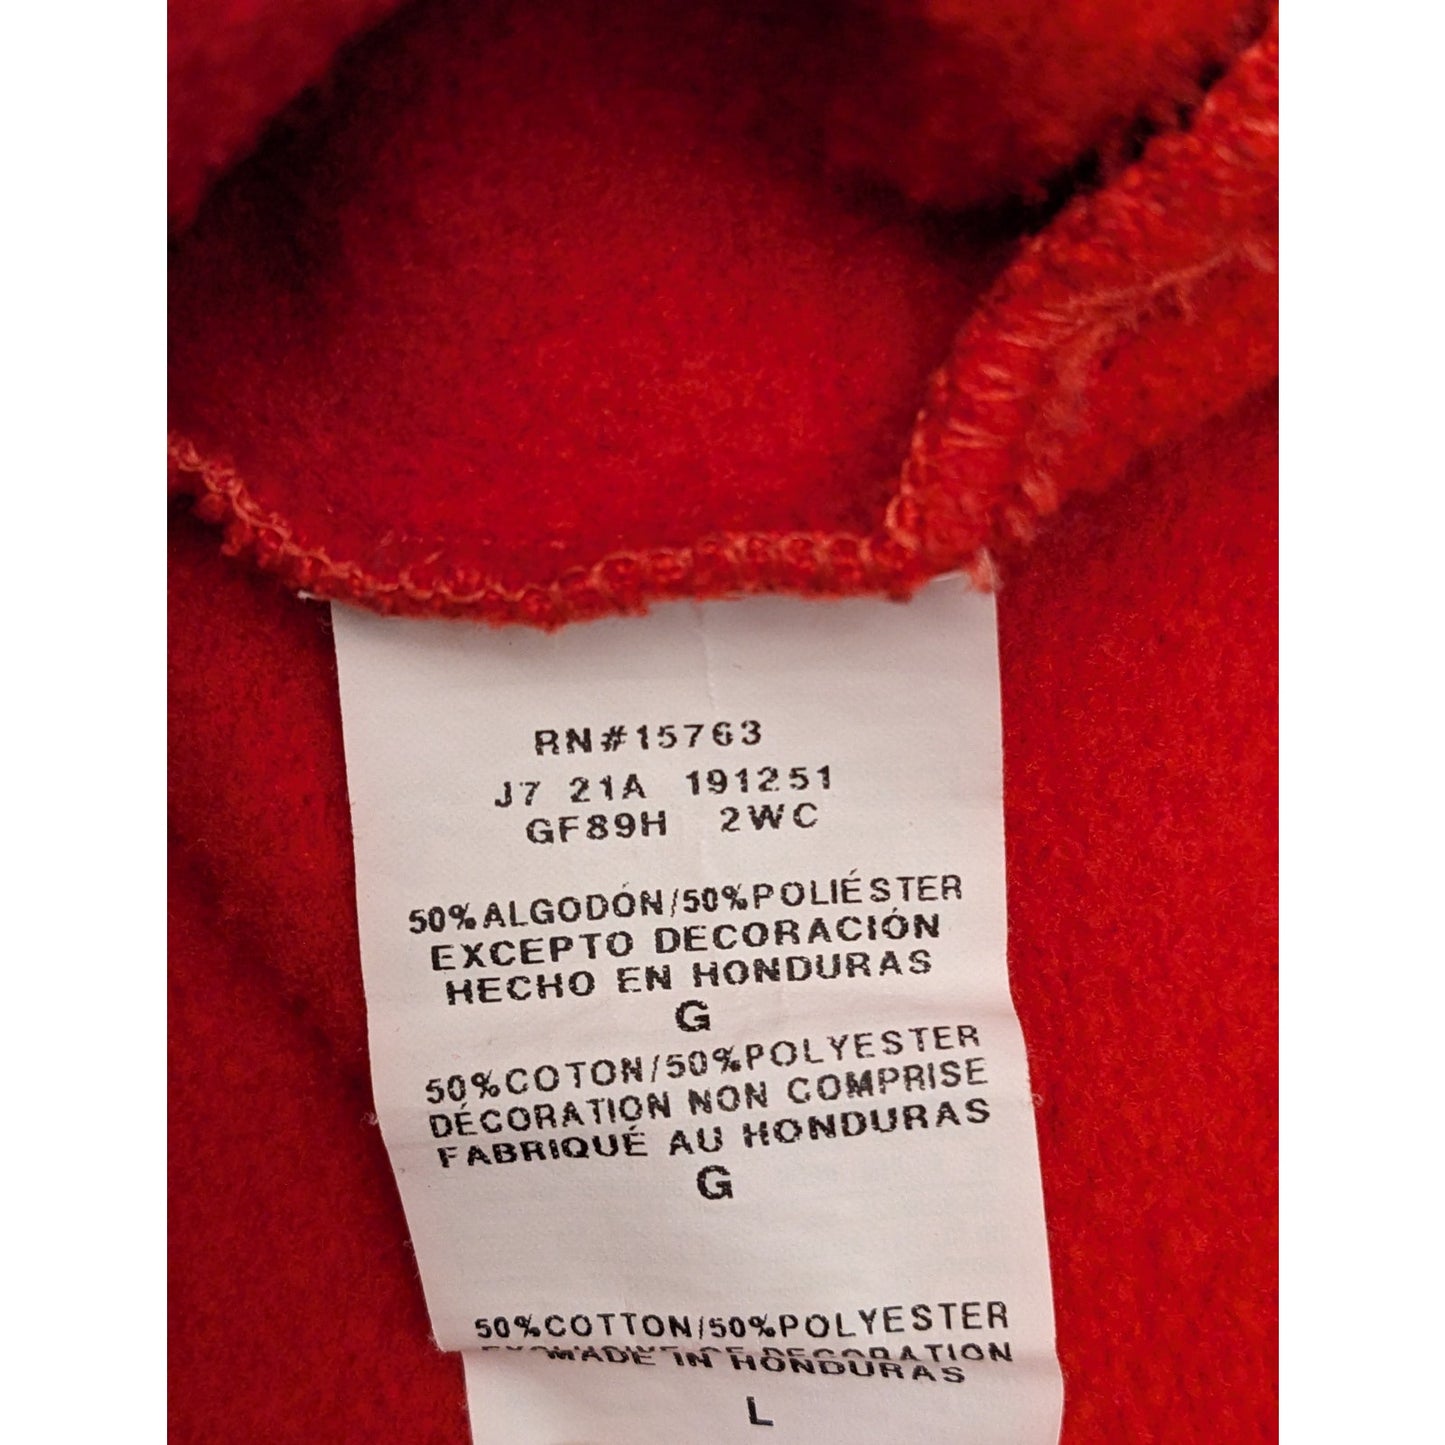 RN#15763
J7 21A 191251
GF89H 2WC
50%ALGODÓN/50%POLIÉSTER
EXCEPTO DECORACIÓN
HECHO EN HONDURAS
G
50%COTON/50%POLYESTER
DÉCORATION NON COMPRISE
FABRIQUÉ AU HONDURAS
G
50%COTTON/50%POLYESTER
DECORATION
MADE IN HONDURAS
L